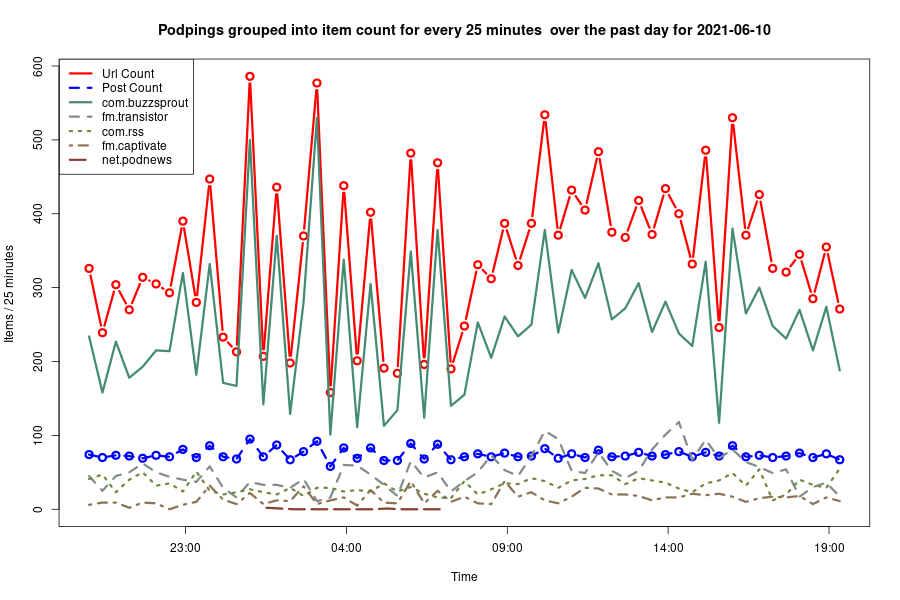 Podpings grouped into item count for every 25 minutes  over the past day for 2021-06-10
Url Count
Post Count
com.buzzsprout
fm.transistor
com.rss
fm.captivate
net.podnews
600
500
400
300
200
100
0
Items / 25 minutes
23:00 04:00 09:00 14:00 19:00
Time